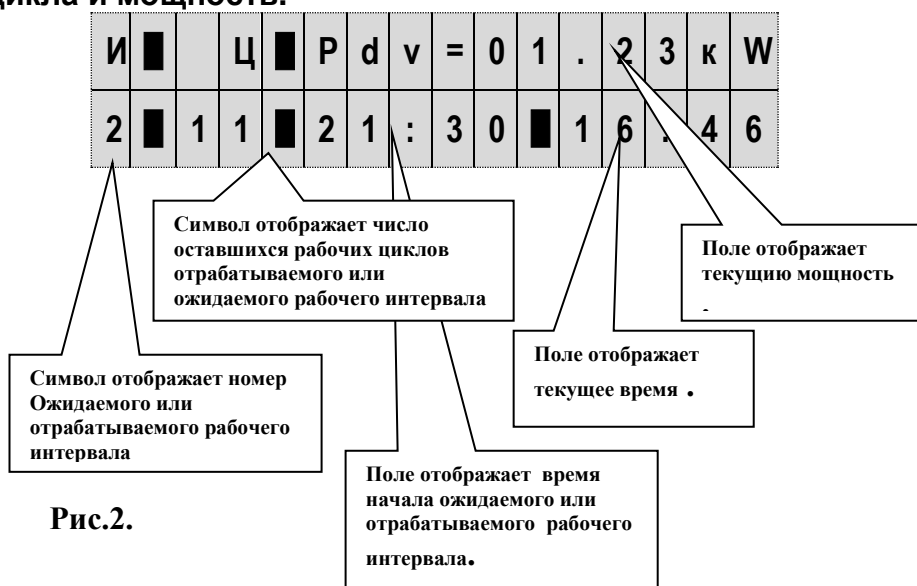 цикла и мощность.
И█ Ц█Pdv=01.23кW
2█11█21:30█16:46
Символ отображает число
оставшихся рабочих циклов
отрабатываемого или
ожидаемого рабочего интервала
Поле отображает
текущию мощность
.
Поле отображает
текущее время .
Символ отображает номер
Ожидаемого или
отрабатываемого рабочего
интервала
Поле отображает время
начала ожидаемого или
отрабатываемого рабочего
интервала.
Рис.2.